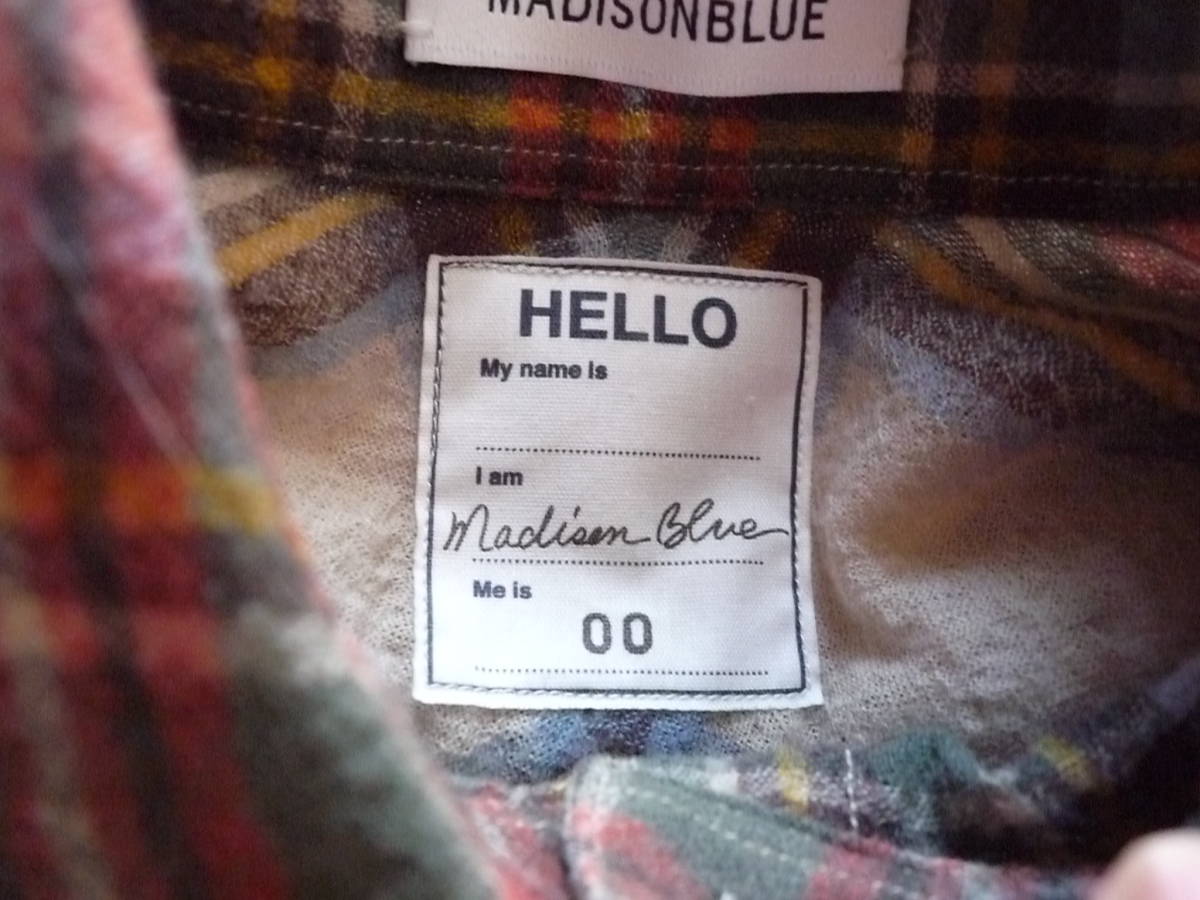 MADISONBLUE
HELLO
My name is
I am
Madison Blue
Me is
00